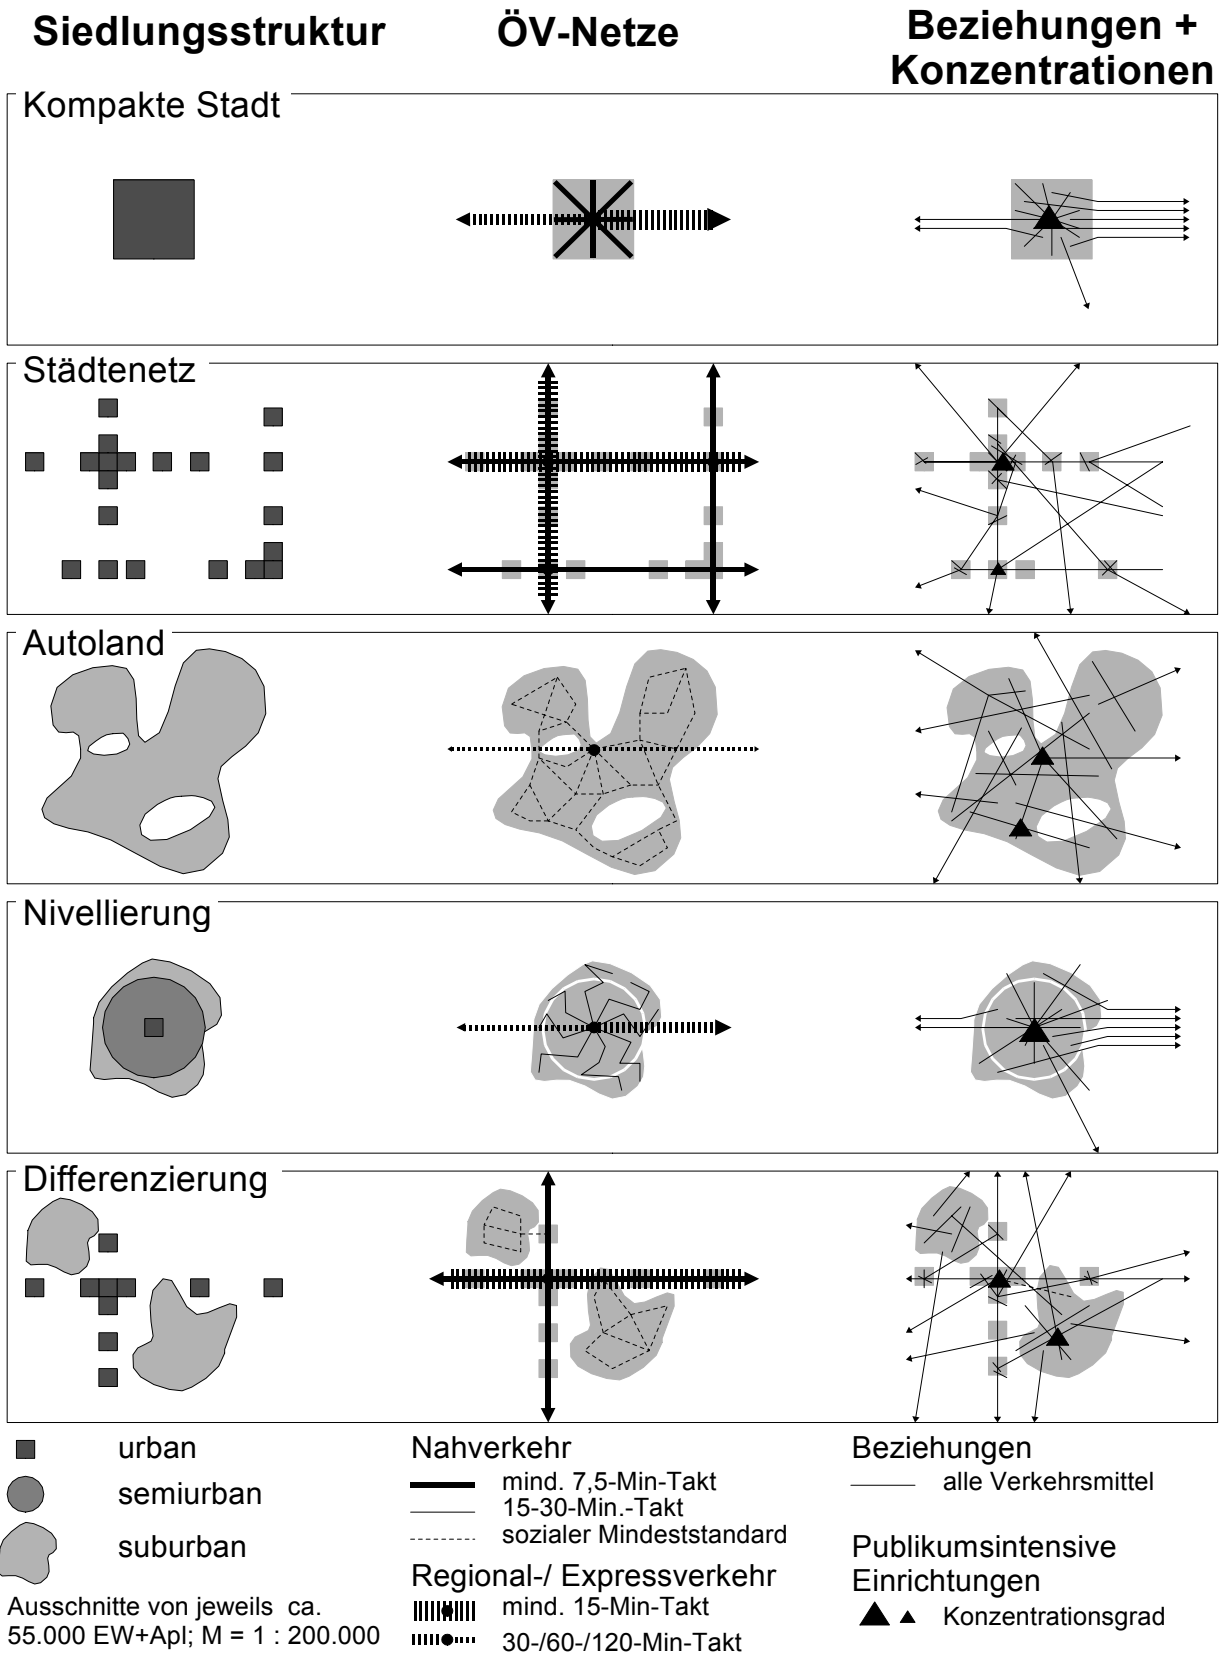 Siedlungsstruktur
ÖV-Netze
Beziehungen +
Konzentrationen
Kompakte Stadt
Städtenetz
Autoland
Nivellierung
Differenzierung
urban
semiurban
suburban
Ausschnitte von jeweils ca.
55.000 EW+Apl; M = 1 : 200.000
Nahverkehr
mind. 7,5-Min-Takt
15-30-Min.-Takt
sozialer Mindeststandard
Regional-/ Expressverkehr
mind. 15-Min-Takt
30-/60-/120-Min-Takt
Beziehungen
alle Verkehrsmittel
Publikumsintensive
Einrichtungen
Konzentrationsgrad